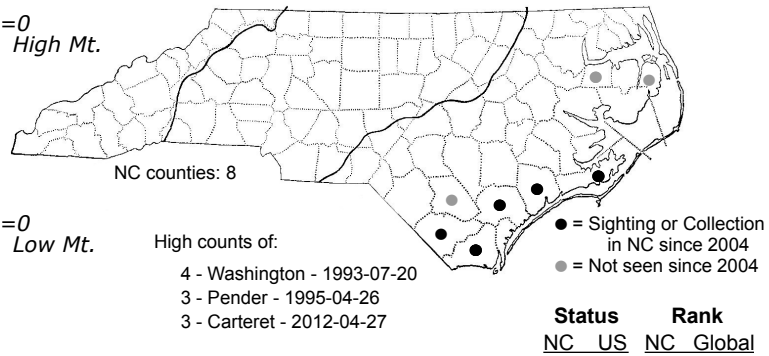 =0
High Mt.
NC counties: 8
=0
Low Mt.
High counts of:
4 - Washington - 1993-07-20
3 - Pender - 1995-04-26
3 - Carteret - 2012-04-27
= Sighting or Collection
in NC since 2004
= Not seen since 2004
Status Rank
NC US NC Global